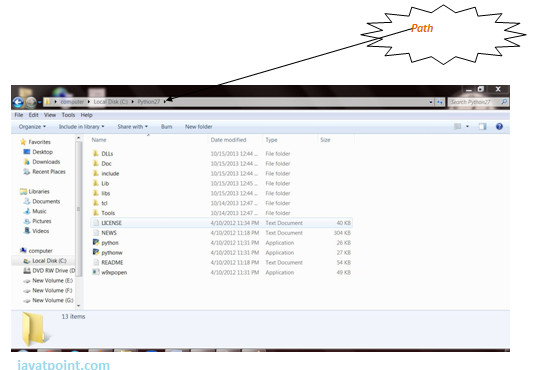 Path
computer ▸ Local Disk (C:) ▸ Python27 ▸ Search Python27
File Edit View Tools Help
Organize Include in library Share with Burn New folder
Favorites
Desktop
Downloads
Recent Places
Libraries
Documents
Music
Pictures
Videos
computer
Local Disk (C:)
DVD RW Drive (D
New Volume (E:)
New Volume (F:)
New Volume (G:)
Name Date modified Type Size
DLLs 10/15/2013 12:44 ... File folder
Doc 10/15/2013 12:44 ... File folder
include 10/15/2013 12:44 ... File folder
Lib 10/15/2013 12:45 ... File folder
libs 10/15/2013 12:44 ... File folder
tcl 10/14/2013 12:47 ... File folder
Tools 10/14/2013 12:47 ... File folder
LICENSE 4/10/2012 11:34 PM Text Document 40 KB
NEWS 4/10/2012 11:18 PM Text Document 304 KB
python 4/10/2012 11:31 PM Application 26 KB
pythonw 4/10/2012 11:31 PM Application 27 KB
README 4/10/2012 11:18 PM Text Document 54 KB
w9xpopen 4/10/2012 11:31 PM Application 49 KB
13 items
javatpoint.com